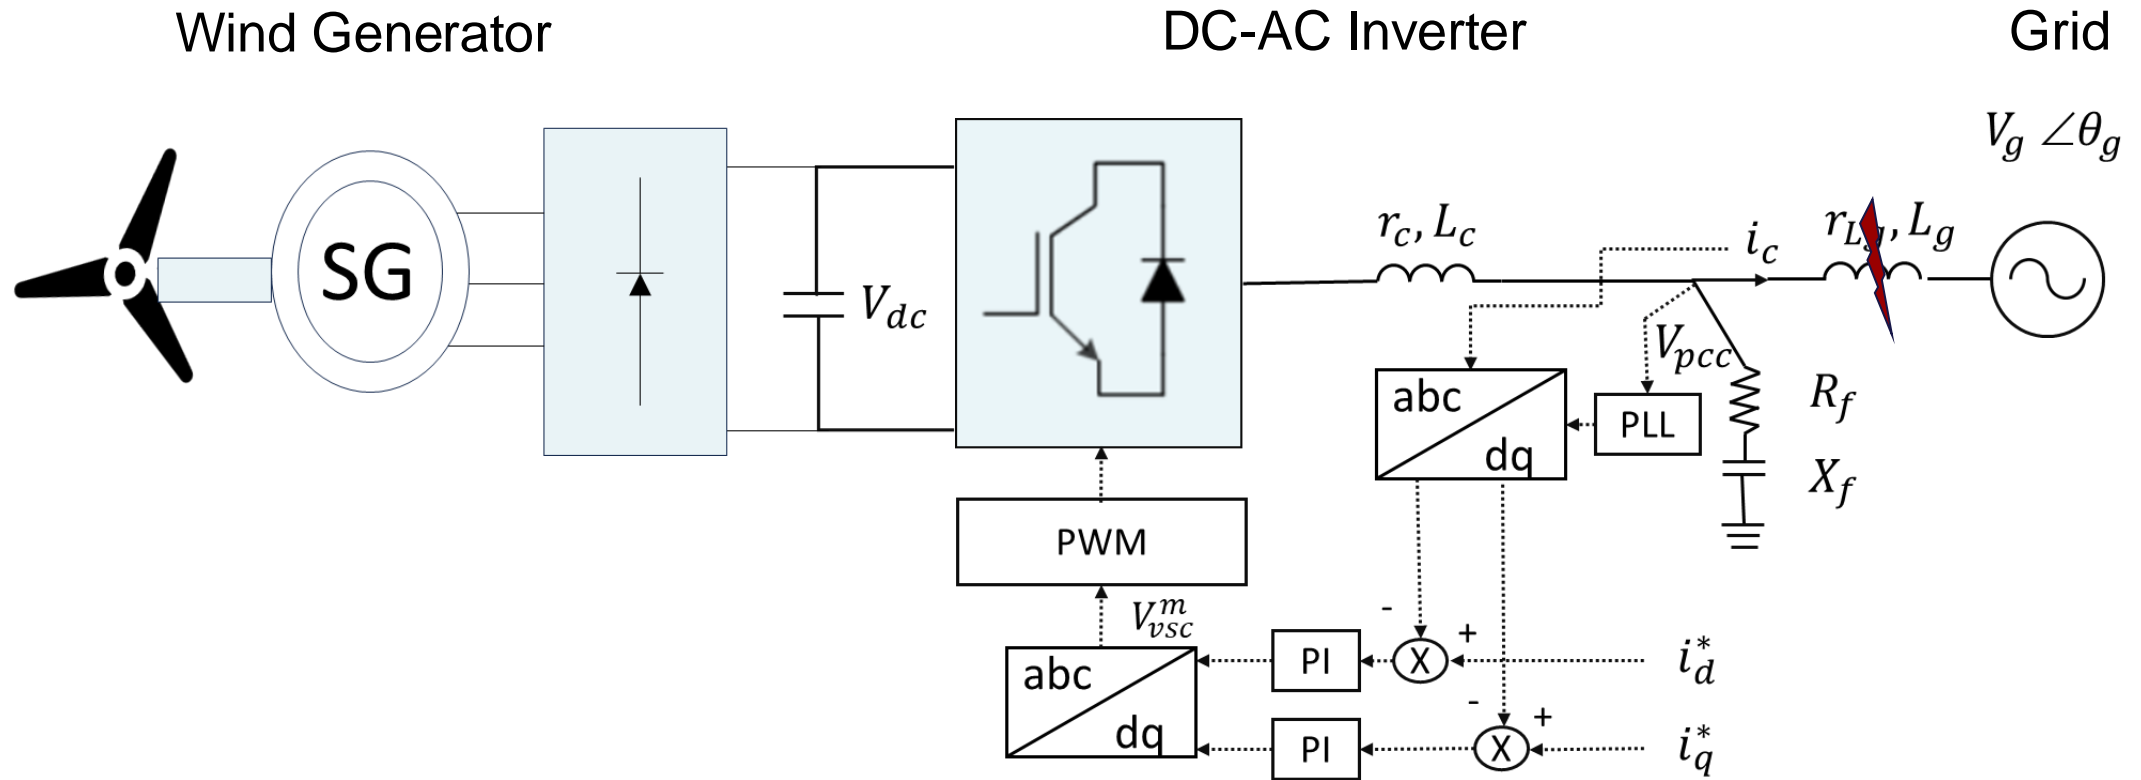 Wind Generator
DC-AC Inverter
Grid
V_g ∠θ_g
SG
V_dc
r_c, L_c
i_c
r_Lg, L_g
V_pcc
abc
dq
PLL
R_f
X_f
PWM
V_vsc^m
abc
dq
PI
X
- +
i_d^*
PI
X
- +
i_q^*